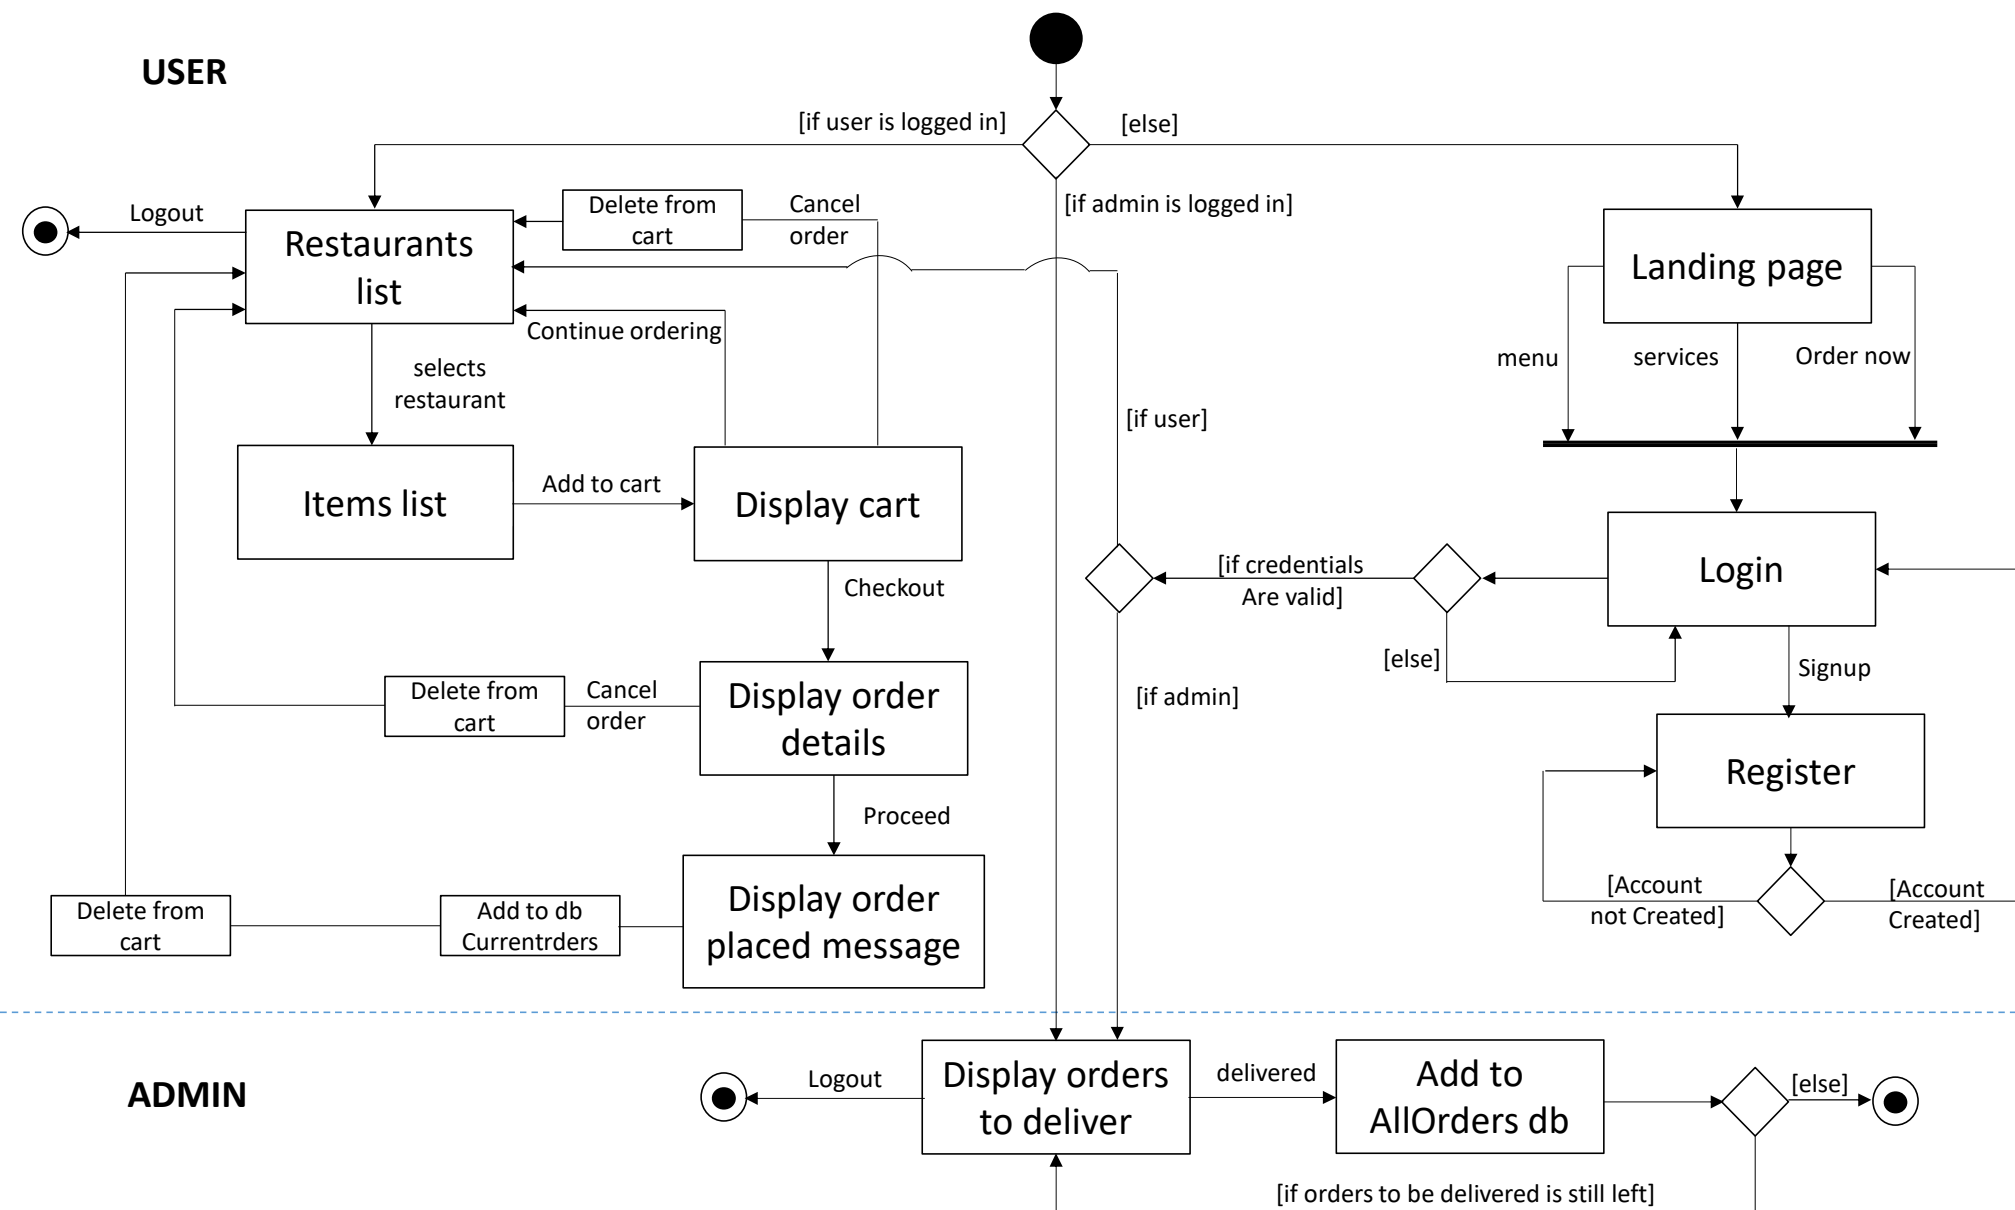 USER
[if user is logged in]
[else]
[if admin is logged in]
Logout
Restaurants
list
Delete from
cart
Cancel
order
Continue ordering
selects
restaurant
Landing page
menu
services
Order now
[if user]
Items list
Add to cart
Display cart
Checkout
[if credentials
Are valid]
Login
[else]
Signup
Delete from
cart
Cancel
order
Display order
details
[if admin]
Register
Proceed
[Account
not Created]
[Account
Created]
Delete from
cart
Add to db
Currentrders
Display order
placed message
ADMIN
Logout
Display orders
to deliver
delivered
Add to
AllOrders db
[else]
[if orders to be delivered is still left]